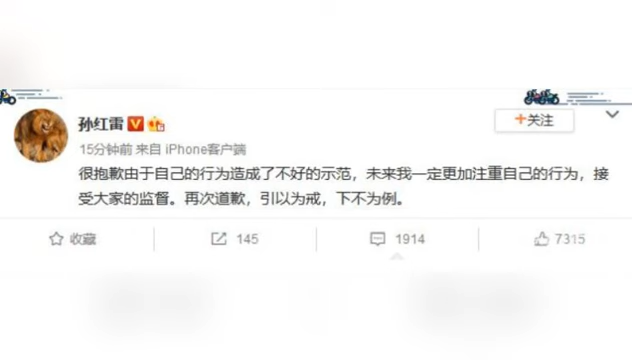 孙红雷
+关注
15分钟前 来自 iPhone客户端
很抱歉由于自己的行为造成了不好的示范，未来我一定更加注重自己的行为，接
受大家的监督。再次道歉，引以为戒，下不为例。
收藏 145 1914 7315